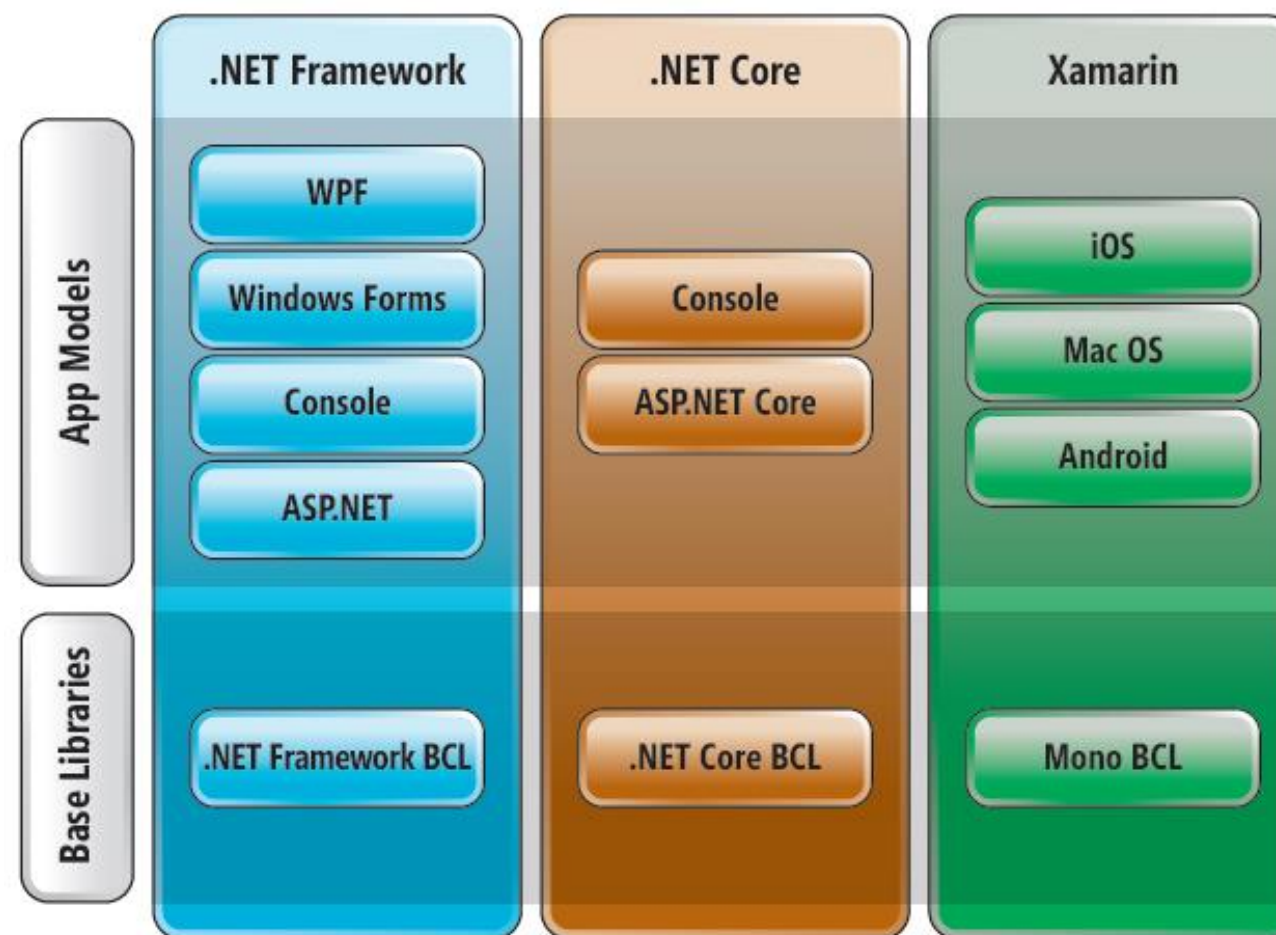 .NET Framework
.NET Core
Xamarin
App Models
WPF
Windows Forms
Console
ASP.NET
Console
ASP.NET Core
iOS
Mac OS
Android
Base Libraries
.NET Framework BCL
.NET Core BCL
Mono BCL